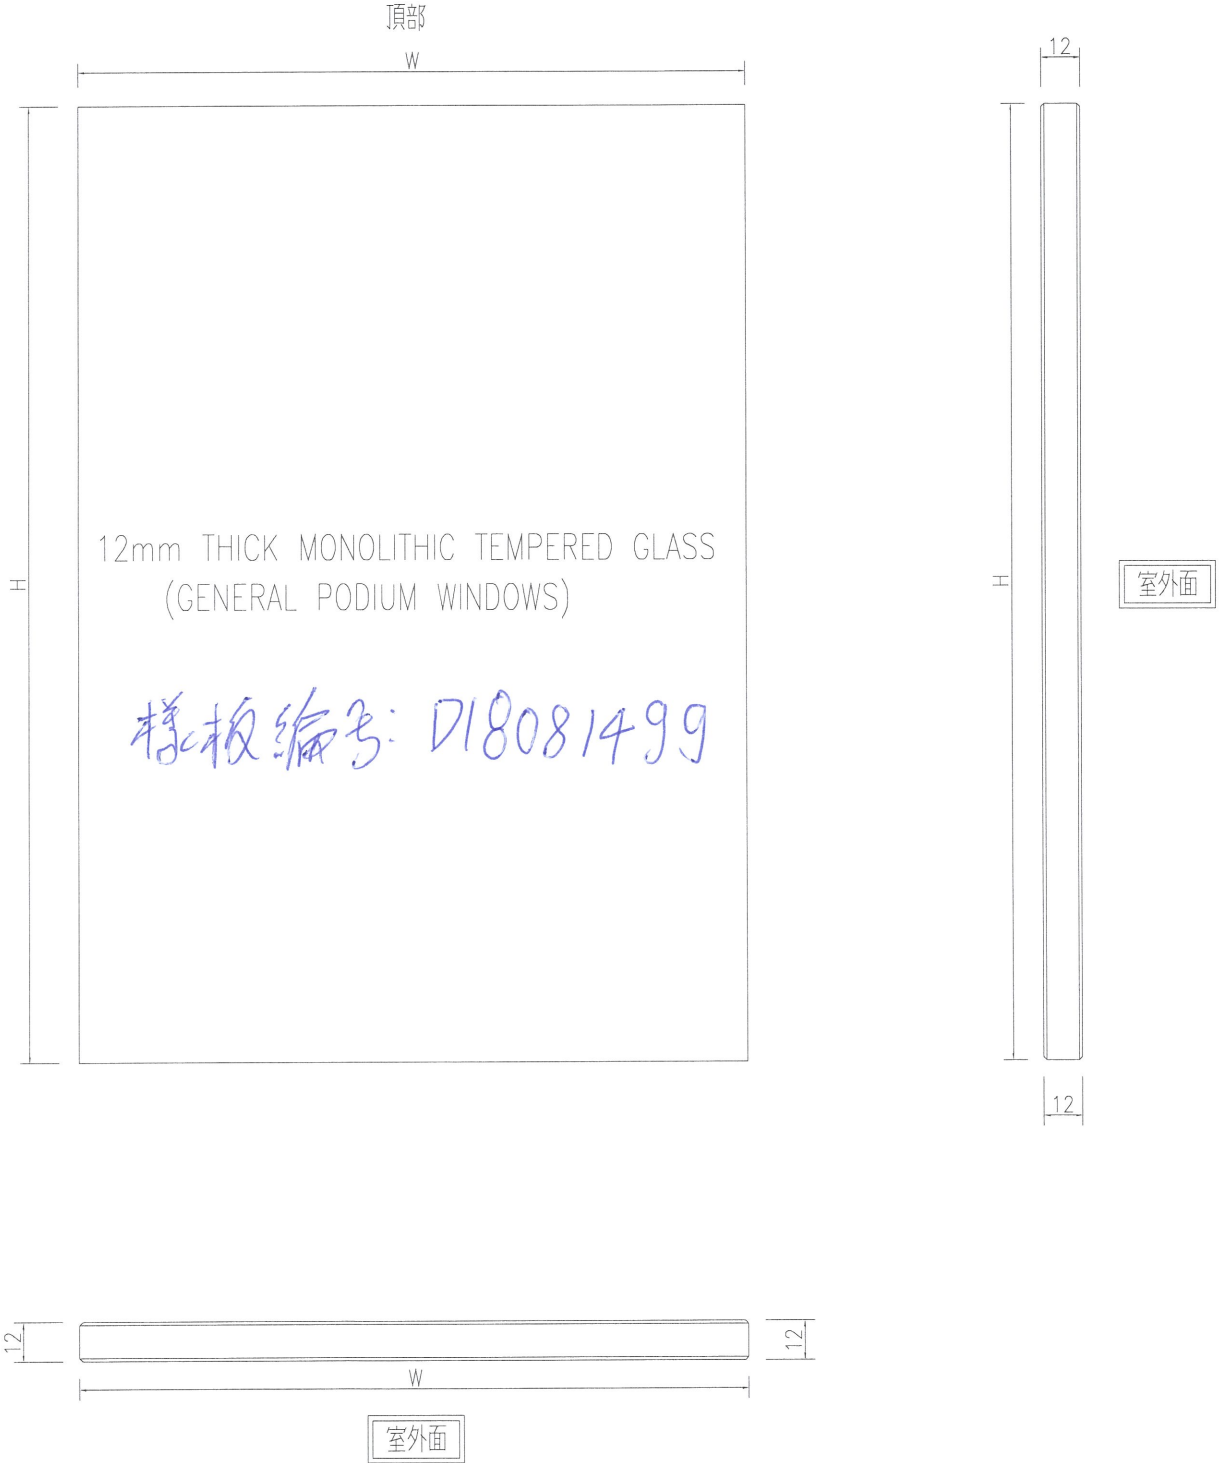 頂部
W
12
H
12mm THICK MONOLITHIC TEMPERED GLASS
(GENERAL PODIUM WINDOWS)
H
室外面
樣板編号: D18081499
12
12
12
W
室外面